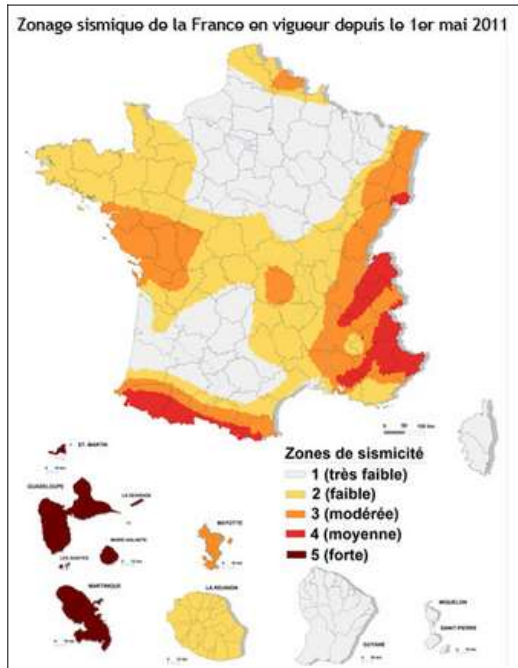 Zonage sismique de la France en vigueur depuis le 1er mai 2011
Zones de sismicité
1 (très faible)
2 (faible)
3 (modérée)
4 (moyenne)
5 (forte)
ST. MARTIN
GUADELOUPE
LA DESIRADE
MARIE-GALANTE
LES SAINTES
MARTINIQUE
MAYOTTE
LA REUNION
GUYANE
MIQUELON
SAINT-PIERRE